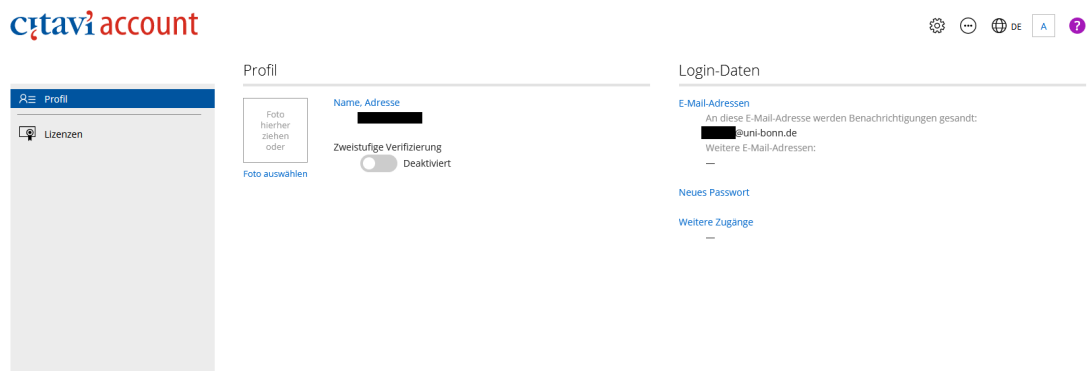 citavi account
DE
A
?
Profil
Lizenzen
Profil
Foto
hierher
ziehen
oder
Foto auswählen
Name, Adresse
Zweistufige Verifizierung
Deaktiviert
Login-Daten
E-Mail-Adressen
An diese E-Mail-Adresse werden Benachrichtigungen gesandt:
@uni-bonn.de
Weitere E-Mail-Adressen:
—
Neues Passwort
Weitere Zugänge
—